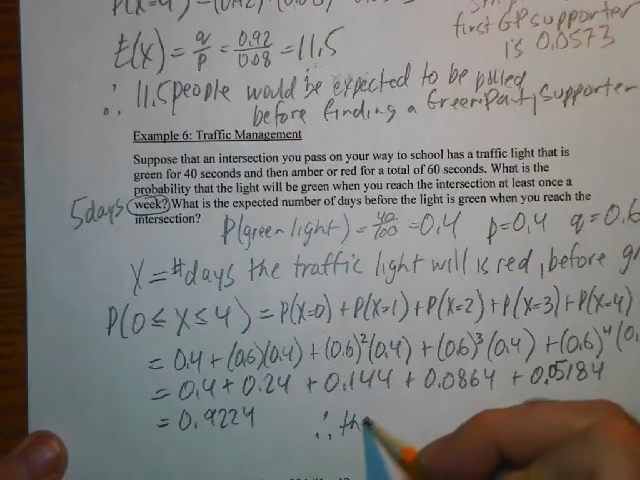 P(X=4) = (0.92)
first GP supporter
is 0.0573
E(X) = q/p = 0.92/0.08 = 11.5
∴ 11.5 people would be expected to be polled
before finding a Green Party supporter
Example 6: Traffic Management
Suppose that an intersection you pass on your way to school has a traffic light that is
green for 40 seconds and then amber or red for a total of 60 seconds. What is the
probability that the light will be green when you reach the intersection at least once a
5 days week? What is the expected number of days before the light is green when you reach the
intersection?
P(green light) = 40/100 = 0.4 p=0.4 q=0.6
X = # days the traffic light will is red, before
P(0 ≤ X ≤ 4) = P(X=0) + P(X=1) + P(X=2) + P(X=3) + P(X=4)
= 0.4 + (0.6)(0.4) + (0.6)²(0.4) + (0.6)³(0.4) + (0.6)⁴(0.
= 0.4 + 0.24 + 0.144 + 0.0864 + 0.05184
= 0.9224 ∴ the